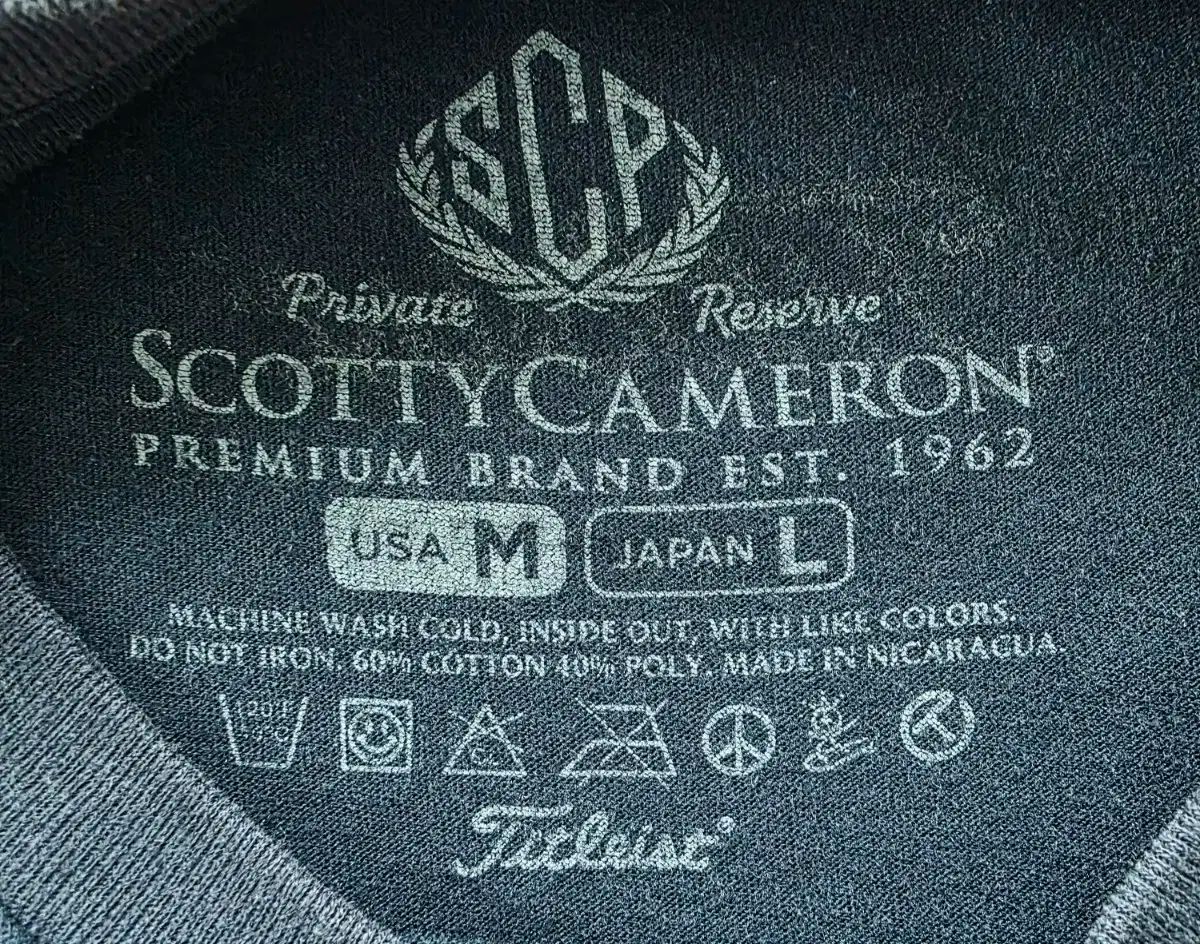 SCP
Private Reserve
SCOTTYCAMERON®
PREMIUM BRAND EST. 1962
USA M JAPAN L
MACHINE WASH COLD, INSIDE OUT, WITH LIKE COLORS.
DO NOT IRON. 60% COTTON 40% POLY. MADE IN NICARAGUA.
Titleist®